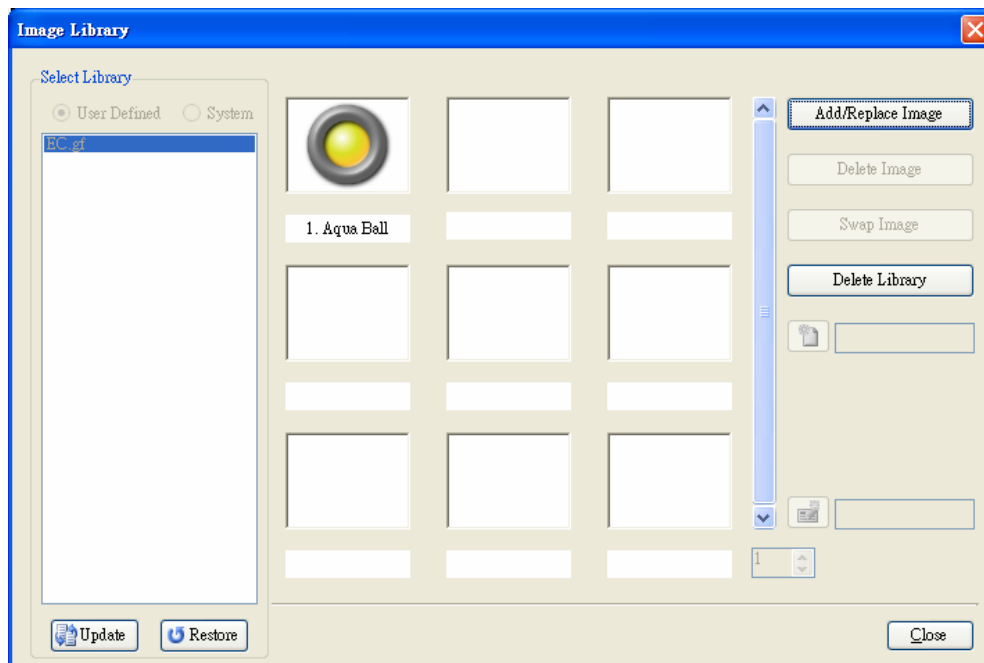 Image Library
Select Library
User Defined
System
EC.gf
1. Aqua Ball
Add/Replace Image
Delete Image
Swap Image
Delete Library
1
Update
Restore
Close